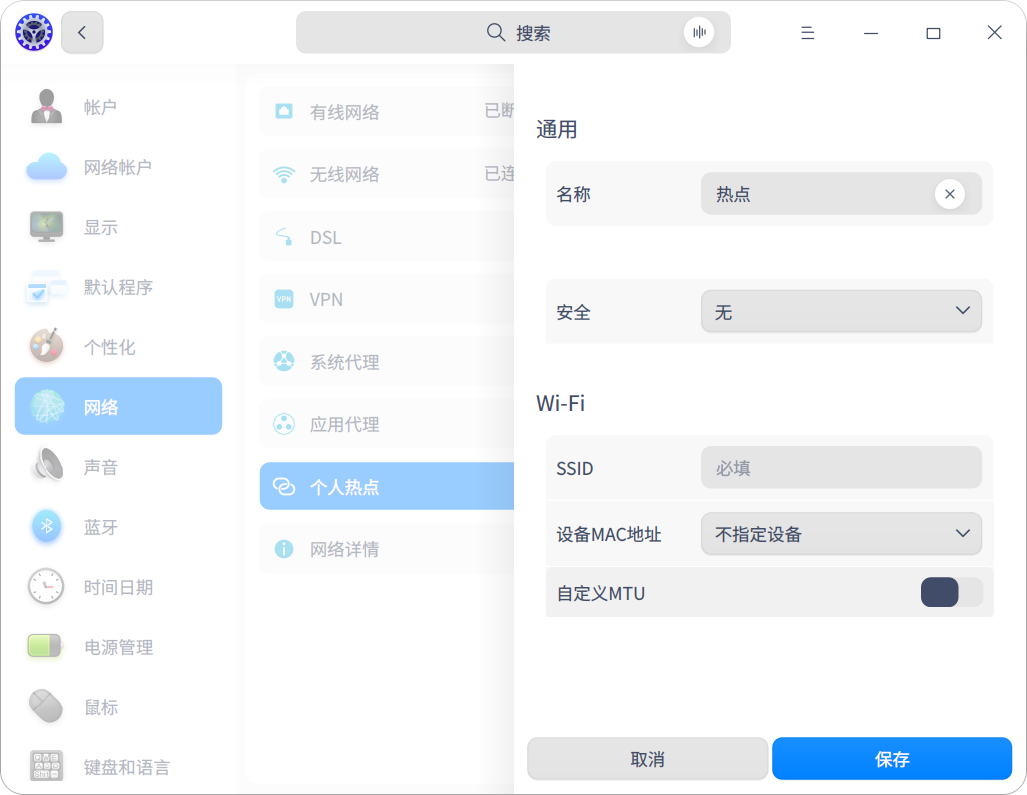 搜索
帐户
网络帐户
显示
默认程序
个性化
网络
声音
蓝牙
时间日期
电源管理
鼠标
键盘和语言
有线网络 已断
无线网络 已连
DSL
VPN VPN
系统代理
应用代理
个人热点
网络详情
通用
名称 热点
安全 无
Wi-Fi
SSID 必填
设备MAC地址 不指定设备
自定义MTU
取消 保存